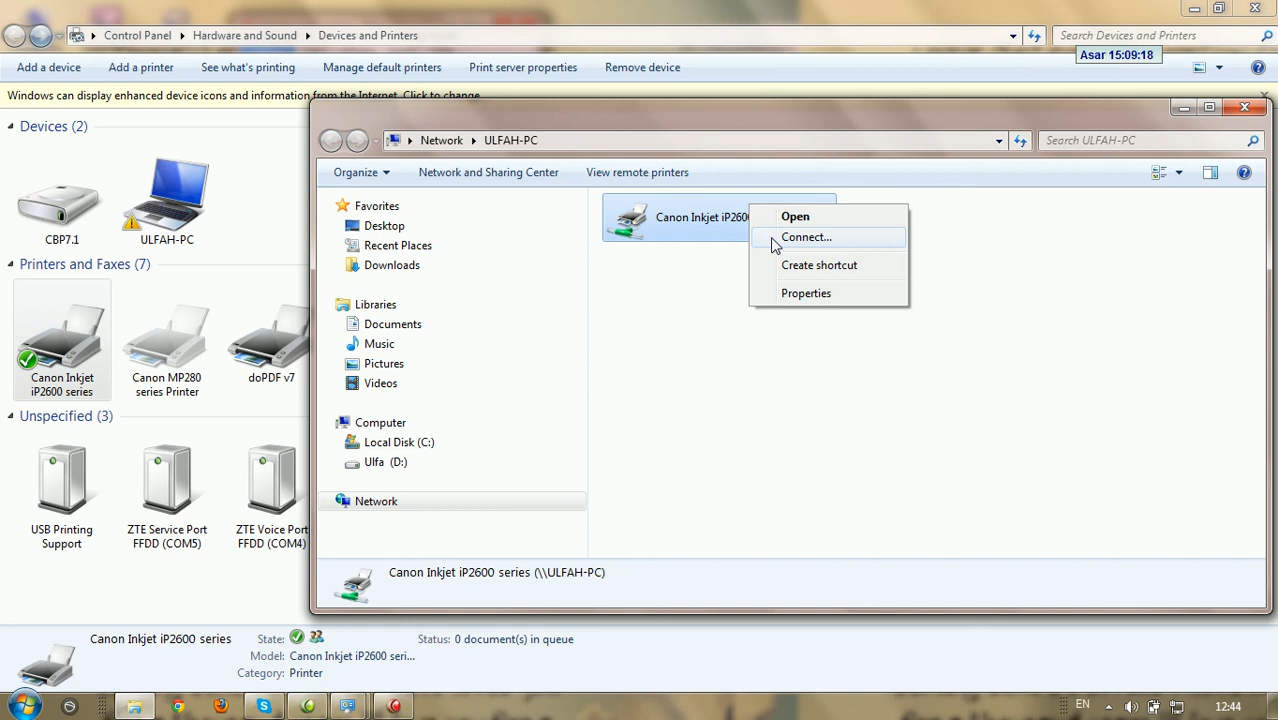 Control Panel Hardware and Sound Devices and Printers
Search Devices and Printers
Asar 15:09:18
Add a device Add a printer See what's printing Manage default printers Print server properties Remove device
Windows can display enhanced device icons and information from the Internet. Click to change...
Devices (2)
CBP7.1
ULFAH-PC
Printers and Faxes (7)
Canon Inkjet
iP2600 series
Canon MP280
series Printer
doPDF v7
Unspecified (3)
USB Printing
Support
ZTE Service Port
FFDD (COM5)
ZTE Voice Port
FFDD (COM4)
Network ULFAH-PC
Search ULFAH-PC
Organize Network and Sharing Center View remote printers
Favorites
Desktop
Recent Places
Downloads
Libraries
Documents
Music
Pictures
Videos
Computer
Local Disk (C:)
Ulfa (D:)
Network
Canon Inkjet iP2600
Open
Connect...
Create shortcut
Properties
Canon Inkjet iP2600 series (\\ULFAH-PC)
Canon Inkjet iP2600 series
State:
Status: 0 document(s) in queue
Model: Canon Inkjet iP2600 seri...
Category: Printer
EN
12:44